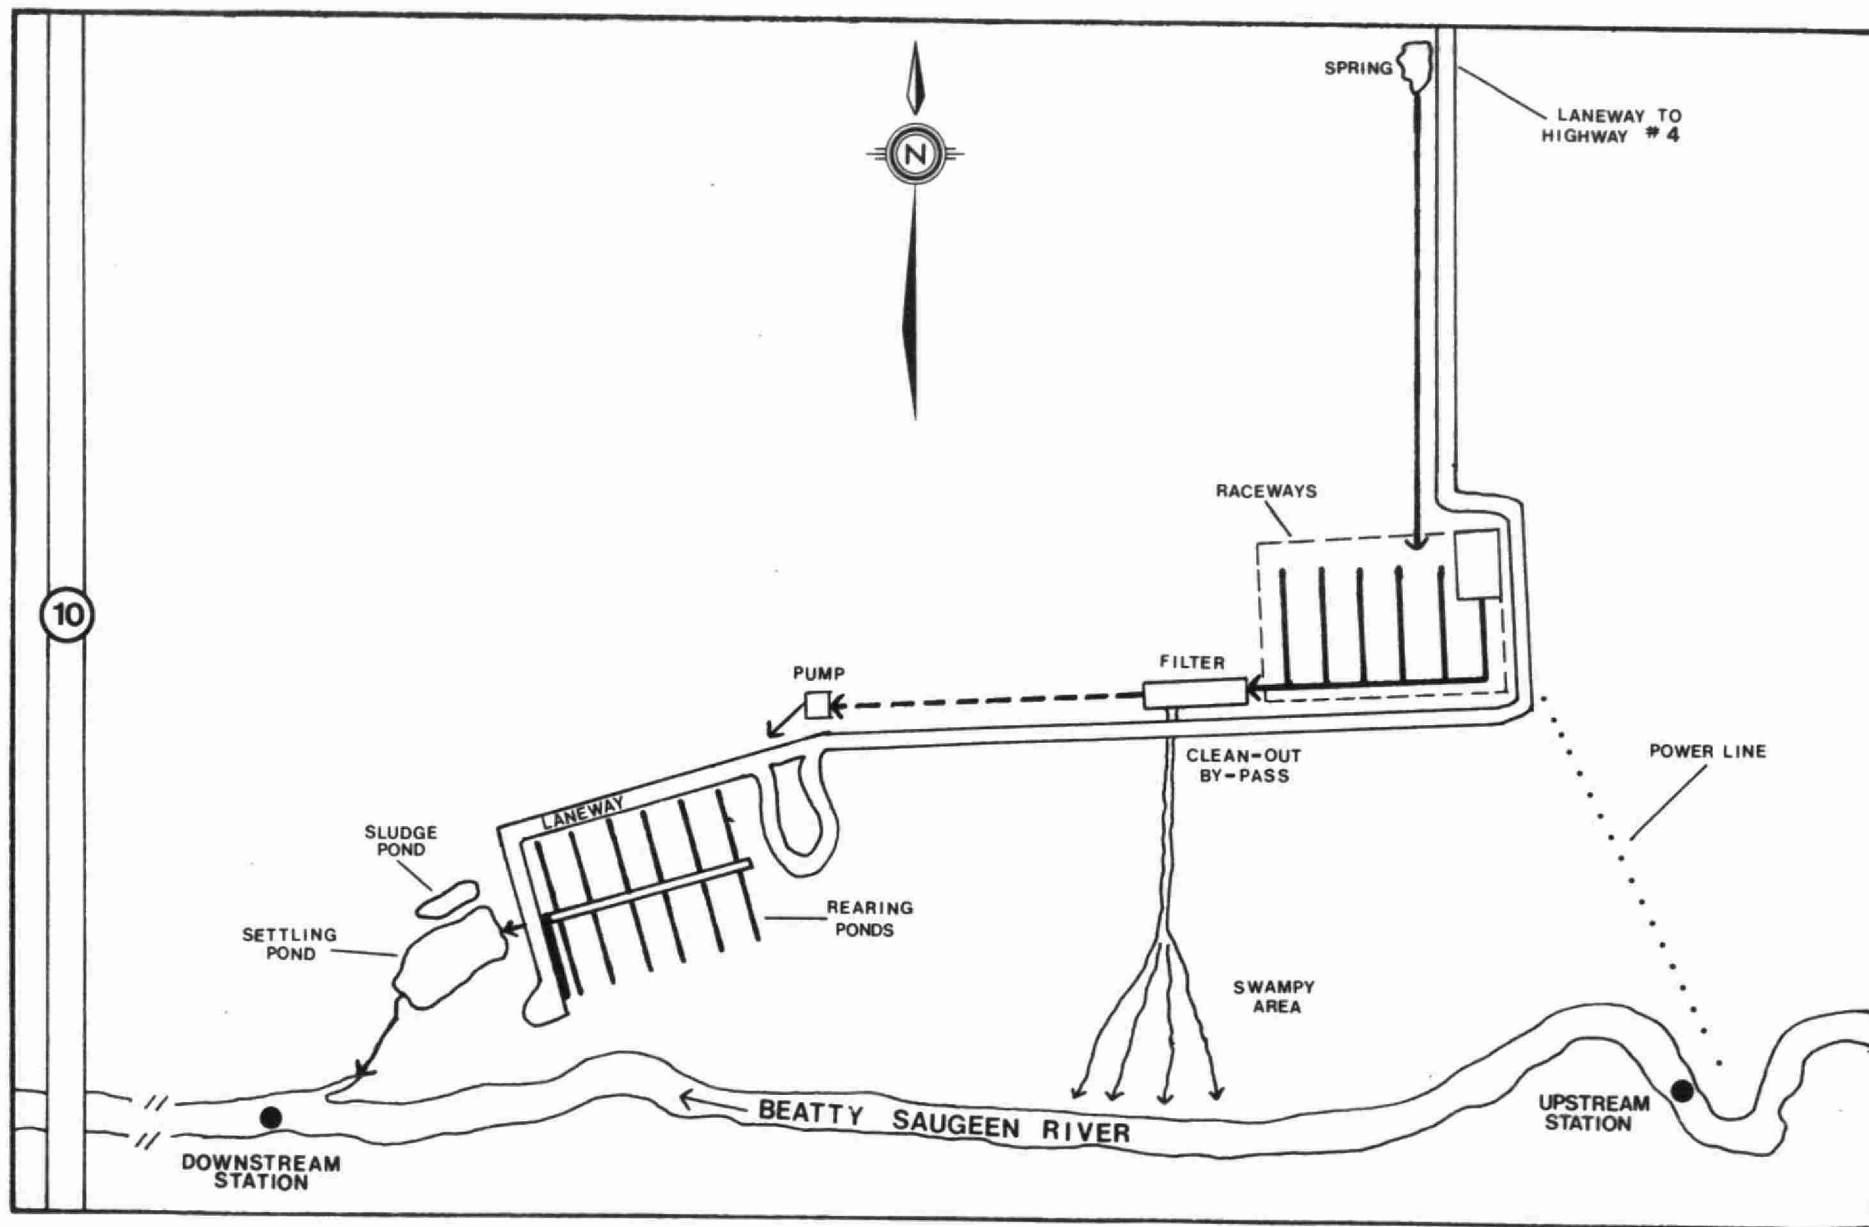 SPRING
LANEWAY TO
HIGHWAY #4
N
RACEWAYS
10
FILTER
PUMP
CLEAN-OUT
BY-PASS
POWER LINE
LANEWAY
SLUDGE
POND
REARING
PONDS
SETTLING
POND
SWAMPY
AREA
BEATTY SAUGEEN RIVER
UPSTREAM
STATION
DOWNSTREAM
STATION